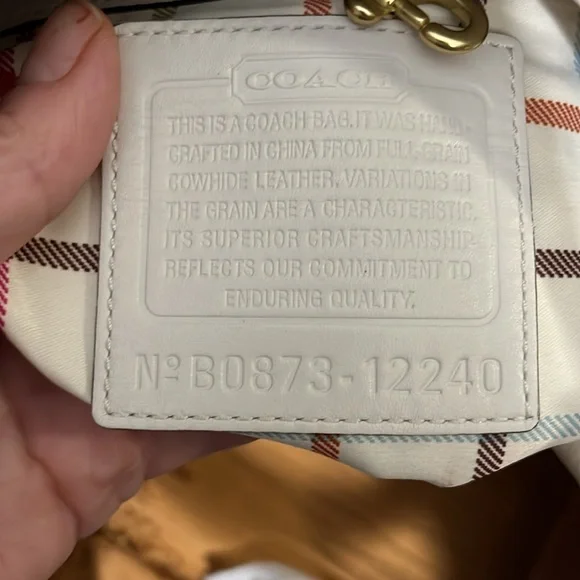 COACH
THIS IS A COACH BAG. IT WAS HAND-
CRAFTED IN CHINA FROM FULL GRAIN
COWHIDE LEATHER. VARIATIONS IN
THE GRAIN ARE A CHARACTERISTIC.
ITS SUPERIOR CRAFTSMANSHIP
REFLECTS OUR COMMITMENT TO
ENDURING QUALITY.
Nº B0873-12240